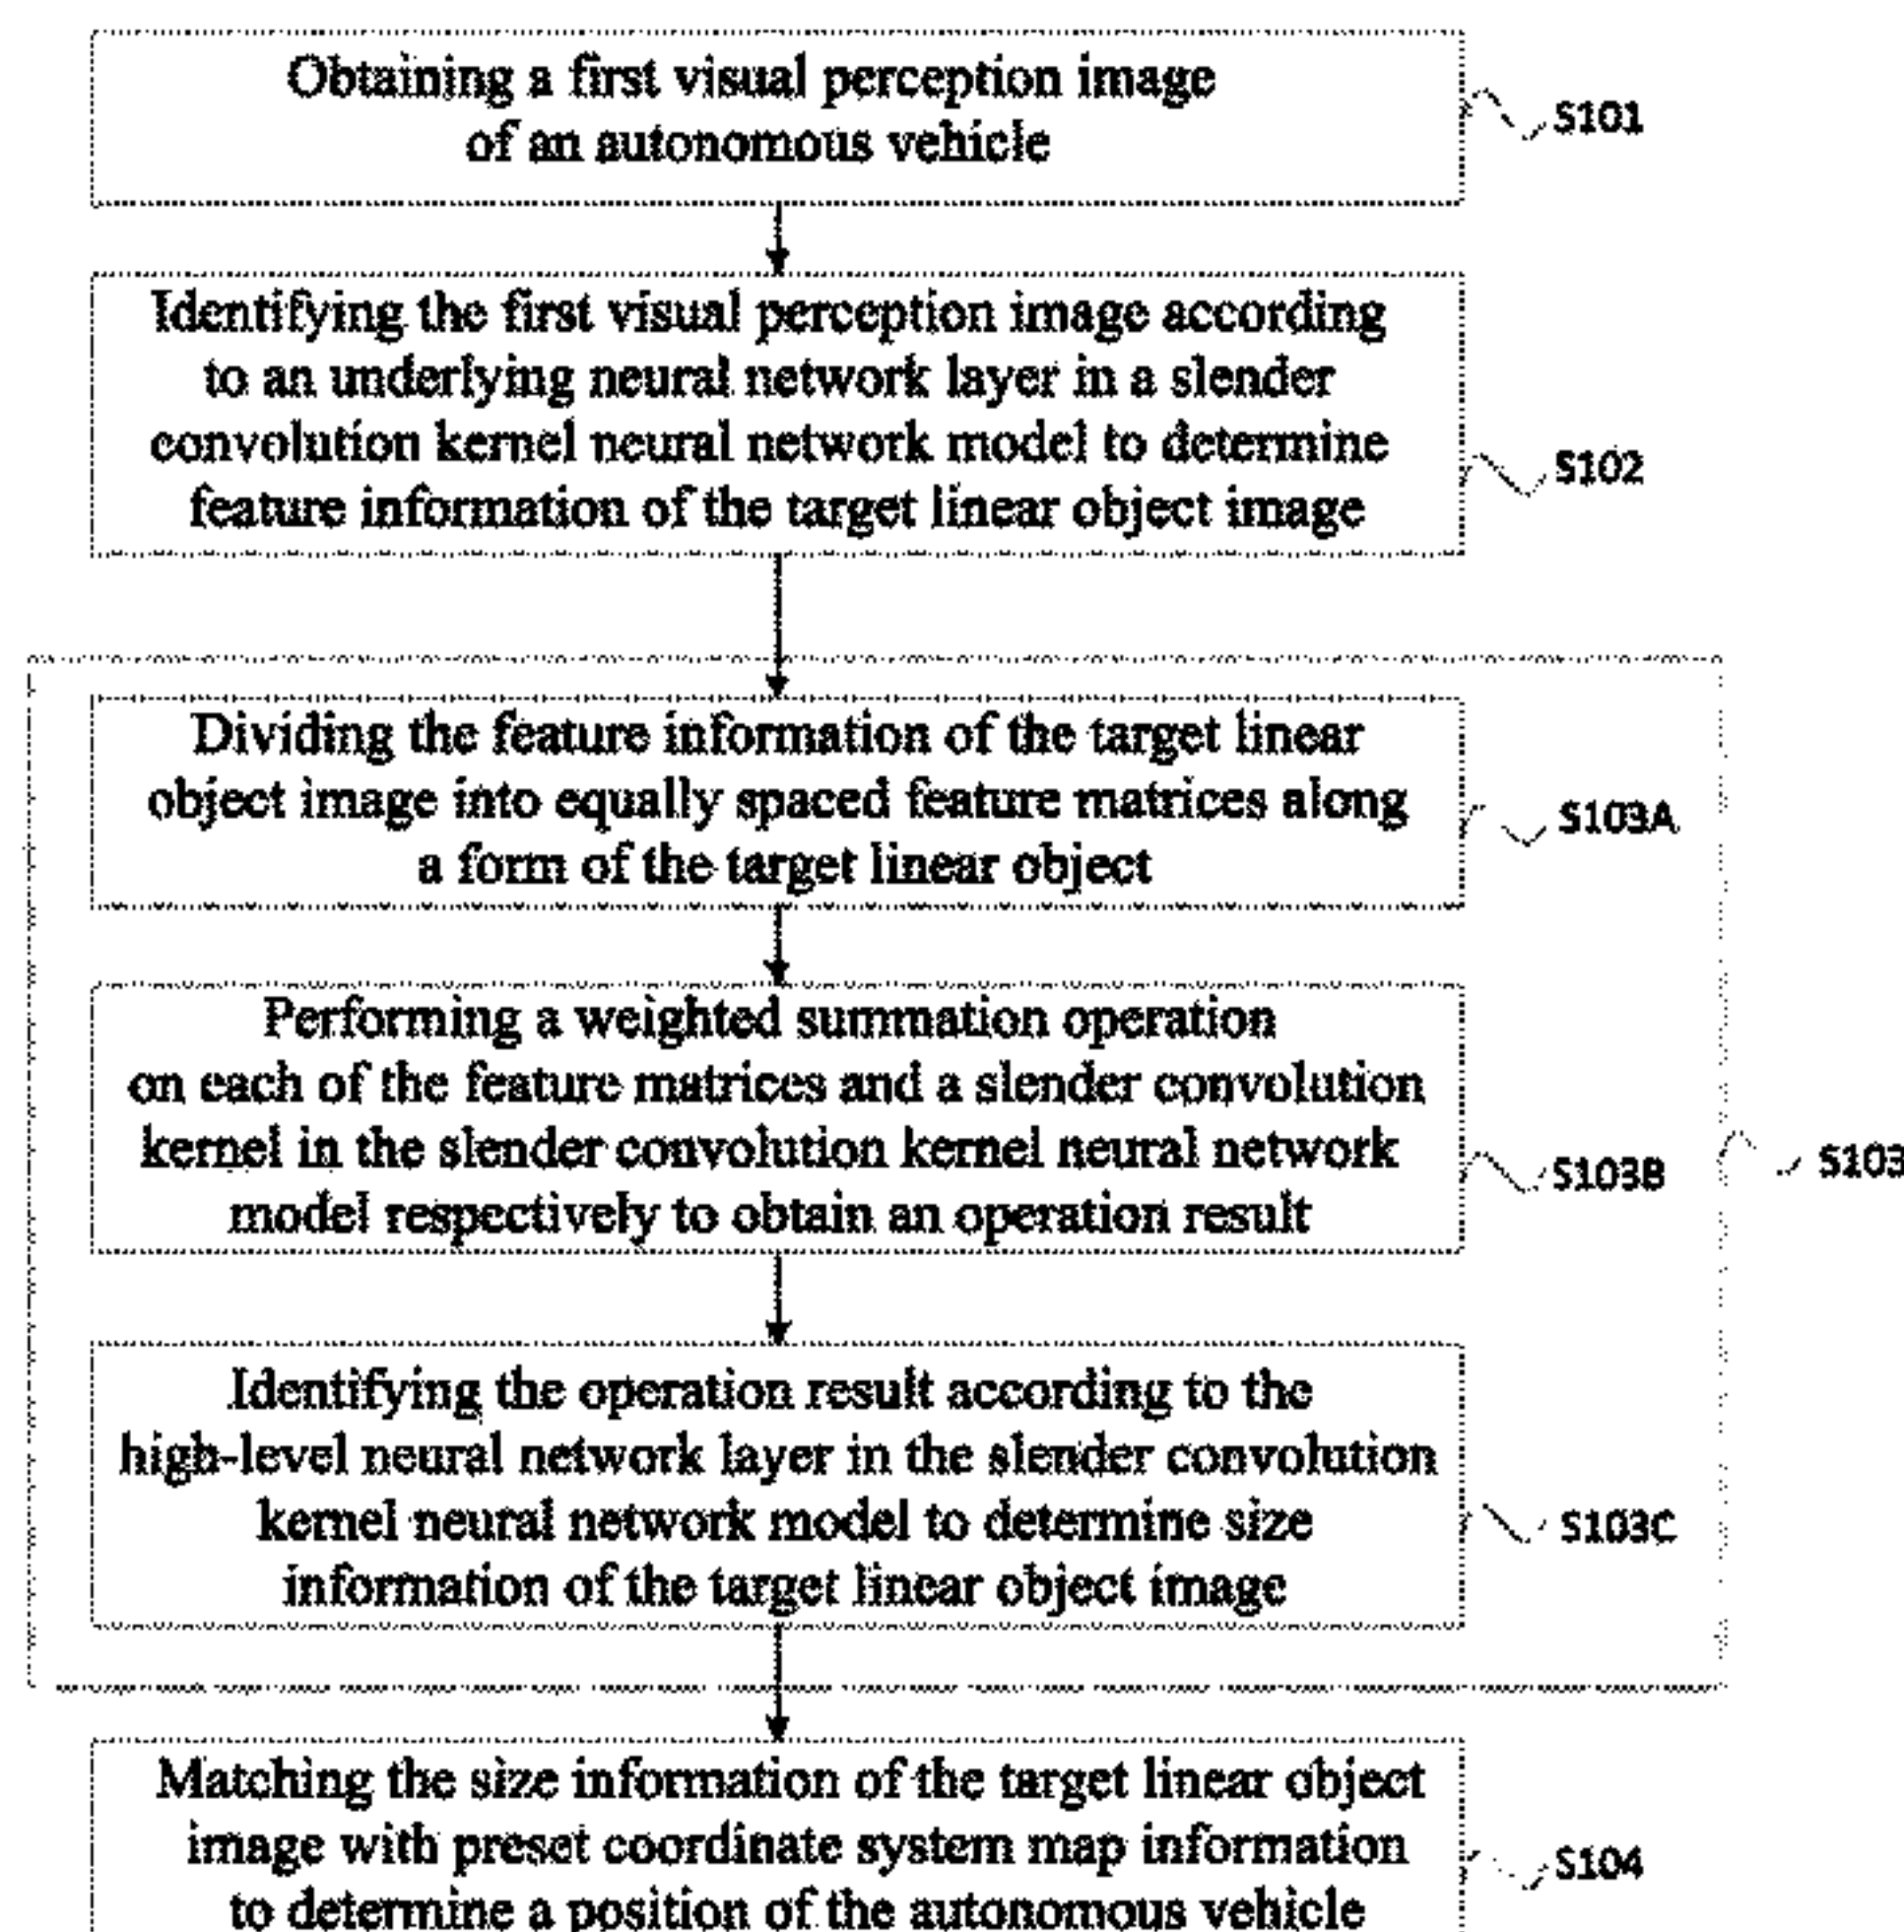 Obtaining a first visual perception image
of an autonomous vehicle
S101
Identifying the first visual perception image according
to an underlying neural network layer in a slender
convolution kernel neural network model to determine
feature information of the target linear object image
S102
Dividing the feature information of the target linear
object image into equally spaced feature matrices along
a form of the target linear object
S103A
Performing a weighted summation operation
on each of the feature matrices and a slender convolution
kernel in the slender convolution kernel neural network
model respectively to obtain an operation result
S103B
S103
Identifying the operation result according to the
high-level neural network layer in the slender convolution
kernel neural network model to determine size
information of the target linear object image
S103C
Matching the size information of the target linear object
image with preset coordinate system map information
to determine a position of the autonomous vehicle
S104